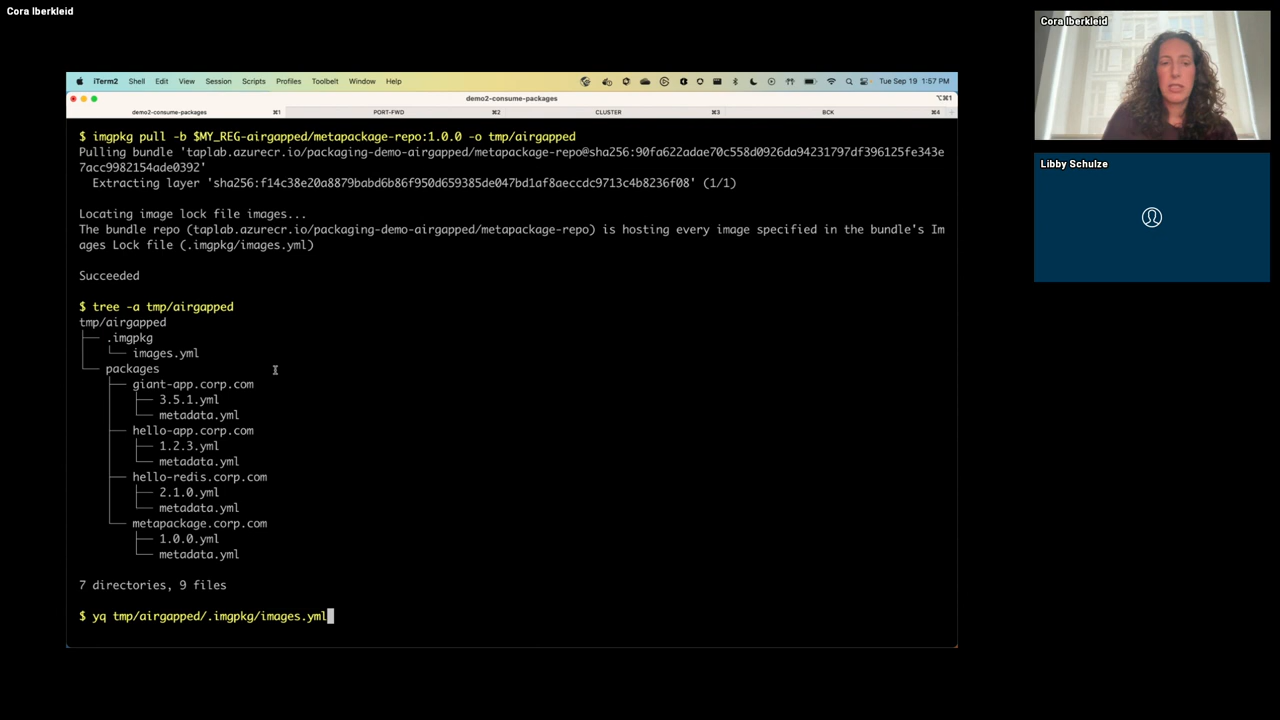 Cora Iberkleid
Cora Iberkleid
Libby Schulze
iTerm2 Shell Edit View Session Scripts Profiles Toolbelt Window Help Tue Sep 19 1:57 PM
demo2-consume-packages ⌥⌘1
demo2-consume-packages ⌘1 PORT-FWD ⌘2 CLUSTER ⌘3 BCK ⌘4
$ imgpkg pull -b $MY_REG-airgapped/metapackage-repo:1.0.0 -o tmp/airgapped
Pulling bundle 'taplab.azurecr.io/packaging-demo-airgapped/metapackage-repo@sha256:90fa622adae70c558d0926da94231797df396125fe343e
7acc9982154ade0392'
Extracting layer 'sha256:f14c38e20a8879babd6b86f950d659385de047bd1af8aeccdc9713c4b8236f08' (1/1)
Locating image lock file images...
The bundle repo (taplab.azurecr.io/packaging-demo-airgapped/metapackage-repo) is hosting every image specified in the bundle's Im
ages Lock file (.imgpkg/images.yml)
Succeeded
$ tree -a tmp/airgapped
tmp/airgapped
├── .imgpkg
│   └── images.yml
└── packages
    ├── giant-app.corp.com
    │   ├── 3.5.1.yml
    │   └── metadata.yml
    ├── hello-app.corp.com
    │   ├── 1.2.3.yml
    │   └── metadata.yml
    ├── hello-redis.corp.com
    │   ├── 2.1.0.yml
    │   └── metadata.yml
    └── metapackage.corp.com
        ├── 1.0.0.yml
        └── metadata.yml
7 directories, 9 files
$ yq tmp/airgapped/.imgpkg/images.yml